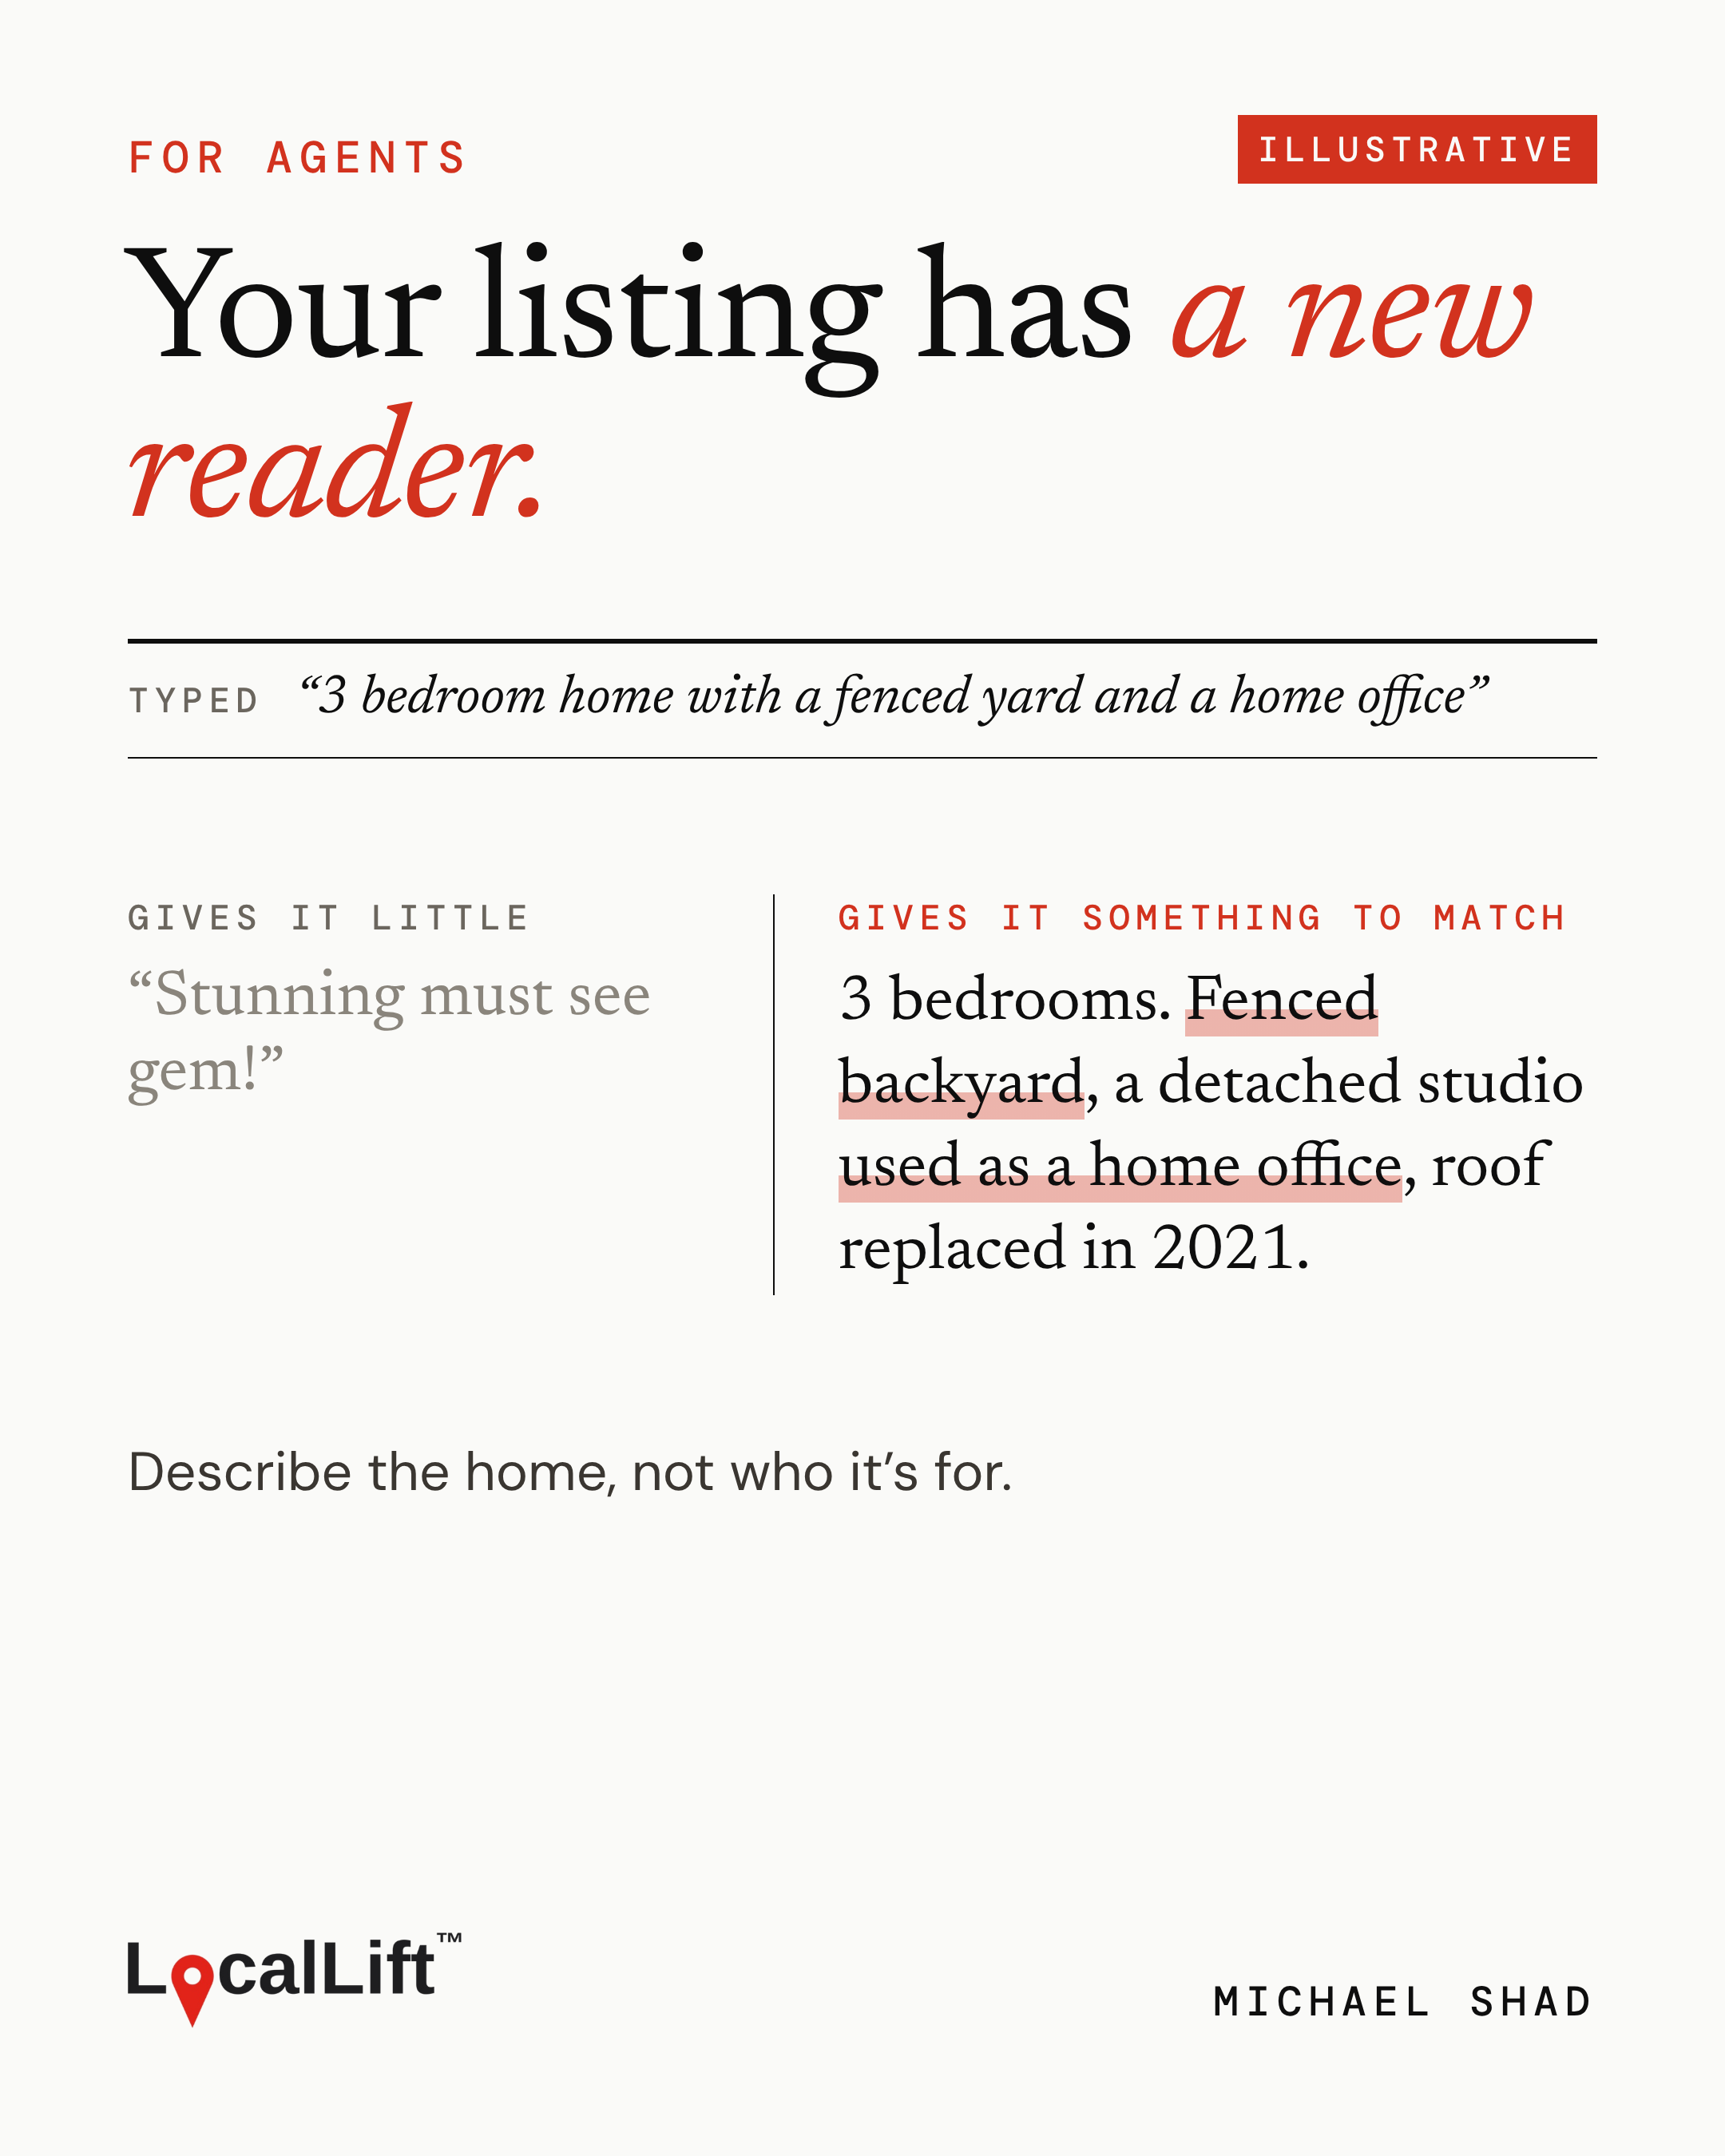 FOR AGENTS
ILLUSTRATIVE
Your listing has a new
reader.
TYPED “3 bedroom home with a fenced yard and a home office”
GIVES IT LITTLE
“Stunning must see
gem!”
GIVES IT SOMETHING TO MATCH
3 bedrooms. Fenced
backyard, a detached studio
used as a home office, roof
replaced in 2021.
Describe the home, not who it’s for.
LocalLift™
MICHAEL SHAD